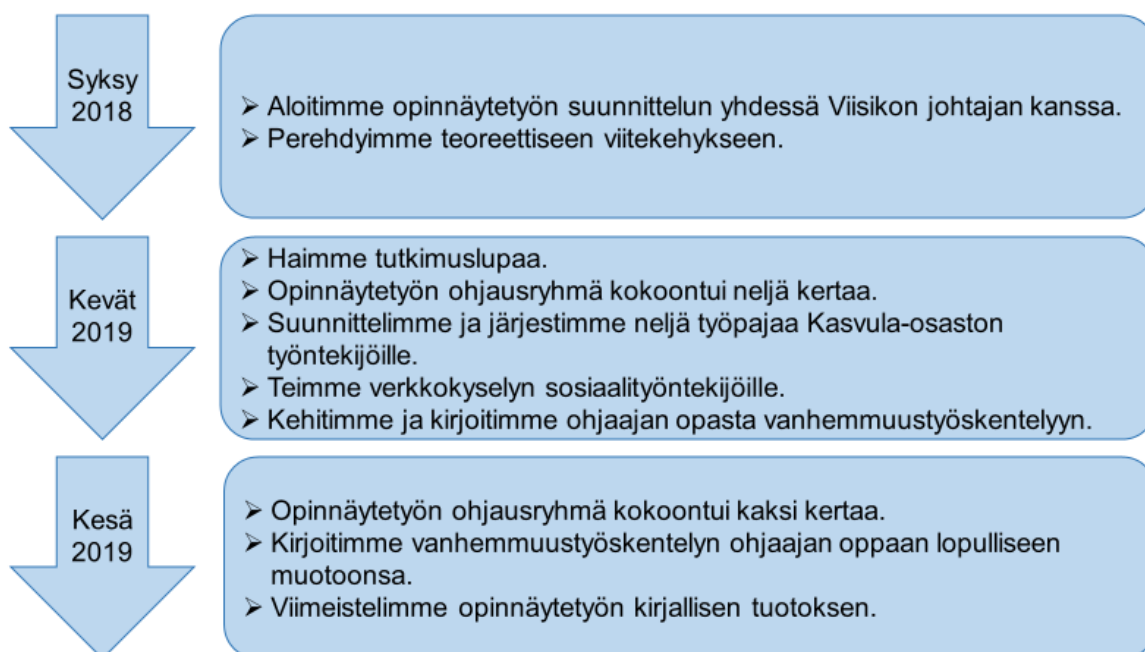 Syksy
2018
➢ Aloitimme opinnäytetyön suunnittelun yhdessä Viisikon johtajan kanssa.
➢ Perehdyimme teoreettiseen viitekehykseen.
Kevät
2019
➢ Haimme tutkimuslupaa.
➢ Opinnäytetyön ohjausryhmä kokoontui neljä kertaa.
➢ Suunnittelimme ja järjestimme neljä työpajaa Kasvula-osaston
työntekijöille.
➢ Teimme verkkokyselyn sosiaalityöntekijöille.
➢ Kehitimme ja kirjoitimme ohjaajan opasta vanhemmuustyöskentelyyn.
Kesä
2019
➢ Opinnäytetyön ohjausryhmä kokoontui kaksi kertaa.
➢ Kirjoitimme vanhemmuustyöskentelyn ohjaajan oppaan lopulliseen
muotoonsa.
➢ Viimeistelimme opinnäytetyön kirjallisen tuotoksen.